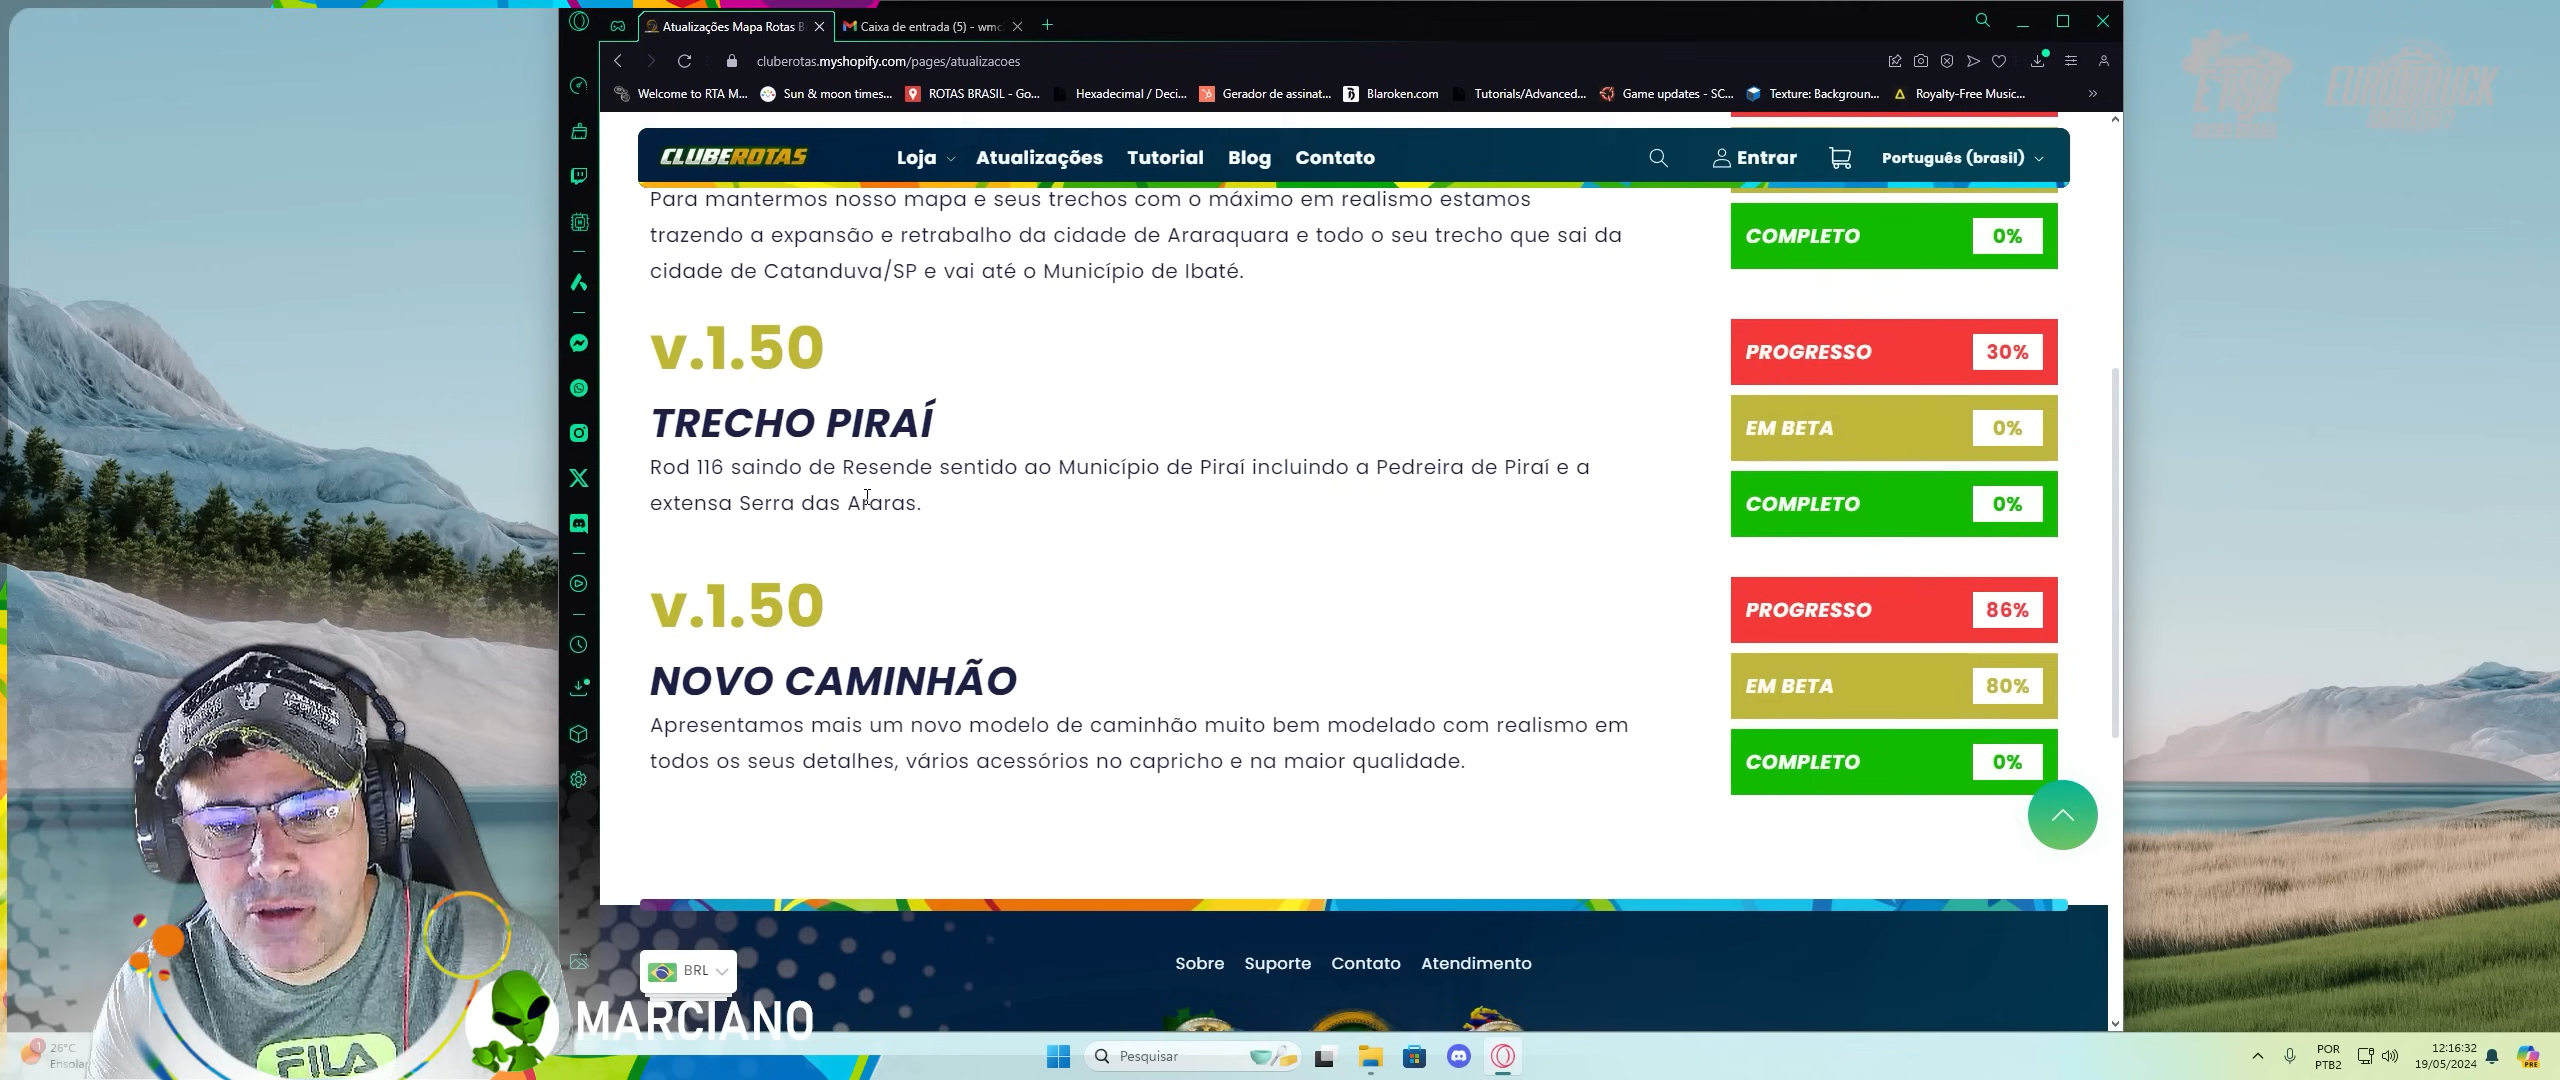 Atualizações Mapa Rotas B
Caixa de entrada (5) - wmc
cluberotas.myshopify.com/pages/atualizacoes
Welcome to RTA M...
Sun & moon times...
ROTAS BRASIL - Go...
Hexadecimal / Deci...
Gerador de assinat...
Blaroken.com
Tutorials/Advanced...
Game updates - SC...
Texture: Backgroun...
Royalty-Free Music...
CLUBEROTAS
Loja
Atualizações
Tutorial
Blog
Contato
Entrar
Português (brasil)
Para mantermos nosso mapa e seus trechos com o máximo em realismo estamos
trazendo a expansão e retrabalho da cidade de Araraquara e todo o seu trecho que sai da
cidade de Catanduva/SP e vai até o Município de Ibaté.
COMPLETO 0%
v.1.50
TRECHO PIRAÍ
Rod 116 saindo de Resende sentido ao Município de Piraí incluindo a Pedreira de Piraí e a
extensa Serra das Araras.
PROGRESSO 30%
EM BETA 0%
COMPLETO 0%
v.1.50
NOVO CAMINHÃO
Apresentamos mais um novo modelo de caminhão muito bem modelado com realismo em
todos os seus detalhes, vários acessórios no capricho e na maior qualidade.
PROGRESSO 86%
EM BETA 80%
COMPLETO 0%
Sobre
Suporte
Contato
Atendimento
BRL
MARCIANO
FILA
1
26°C
Ensola
Pesquisar
POR
PTB2
12:16:32
19/05/2024
PRE